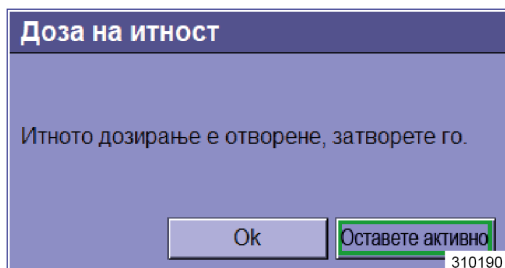 Доза на итност
Итното дозирање е отворене, затворете го.
Ok
Оставете активно
310190